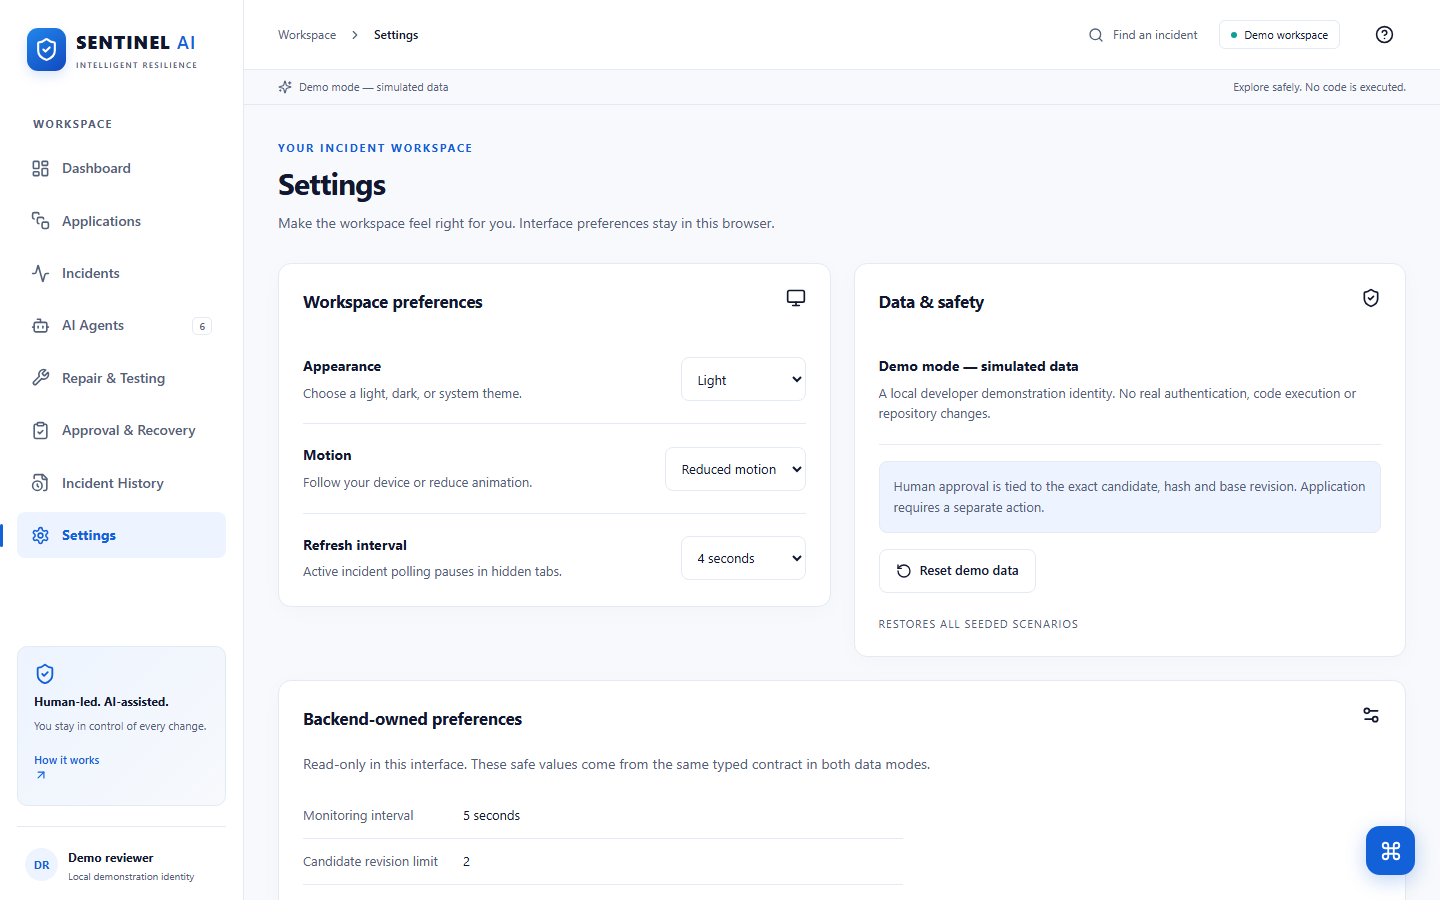 SENTINEL AI
INTELLIGENT RESILIENCE
WORKSPACE
Dashboard
Applications
Incidents
AI Agents 6
Repair & Testing
Approval & Recovery
Incident History
Settings
Human-led. AI-assisted.
You stay in control of every change.
How it works
DR
Demo reviewer
Local demonstration identity
Workspace Settings
Find an incident
Demo workspace
Demo mode — simulated data
Explore safely. No code is executed.
YOUR INCIDENT WORKSPACE
Settings
Make the workspace feel right for you. Interface preferences stay in this browser.
Workspace preferences
Appearance
Choose a light, dark, or system theme.
Light
Motion
Follow your device or reduce animation.
Reduced motion
Refresh interval
Active incident polling pauses in hidden tabs.
4 seconds
Data & safety
Demo mode — simulated data
A local developer demonstration identity. No real authentication, code execution or
repository changes.
Human approval is tied to the exact candidate, hash and base revision. Application
requires a separate action.
Reset demo data
RESTORES ALL SEEDED SCENARIOS
Backend-owned preferences
Read-only in this interface. These safe values come from the same typed contract in both data modes.
Monitoring interval 5 seconds
Candidate revision limit 2